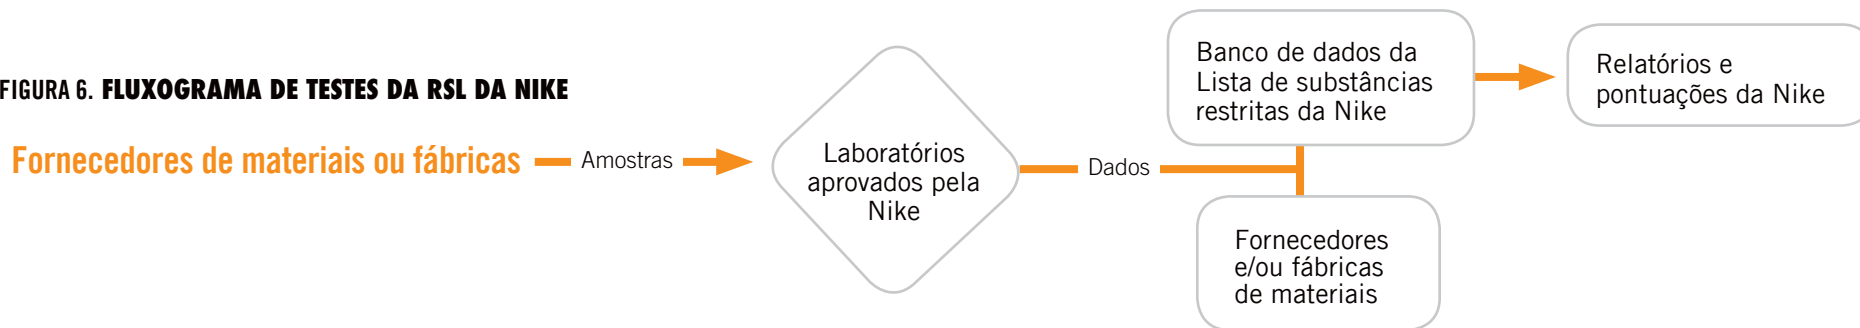 FIGURA 6. FLUXOGRAMA DE TESTES DA RSL DA NIKE
Fornecedores de materiais ou fábricas
Amostras
Laboratórios
aprovados pela
Nike
Dados
Banco de dados da
Lista de substâncias
restritas da Nike
Relatórios e
pontuações da Nike
Fornecedores
e/ou fábricas
de materiais